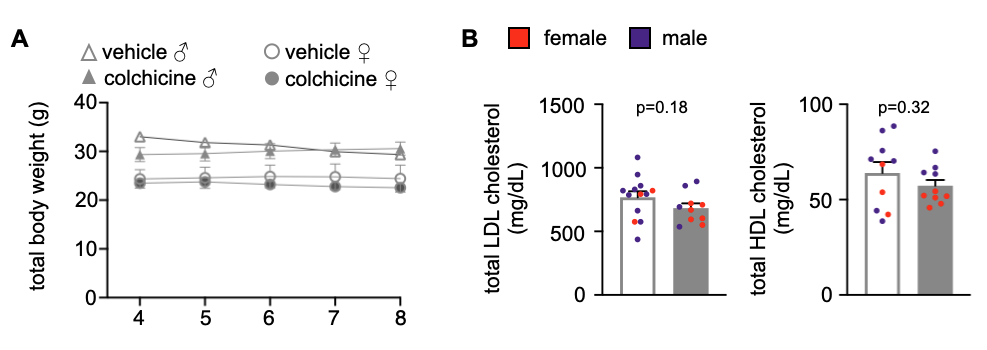 A
vehicle ♂ vehicle ♀
colchicine ♂ colchicine ♀
total body weight (g)
40
30
20
10
0
4 5 6 7 8
B
female male
total LDL cholesterol
(mg/dL)
1500
1000
500
0
p=0.18
total HDL cholesterol
(mg/dL)
100
50
0
p=0.32